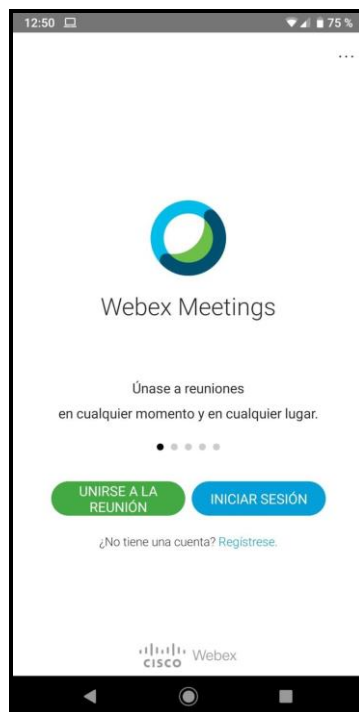 12:50 75 %
...
Webex Meetings
Únase a reuniones
en cualquier momento y en cualquier lugar.
UNIRSE A LA
REUNIÓN
INICIAR SESIÓN
¿No tiene una cuenta? Regístrese.
CISCO Webex